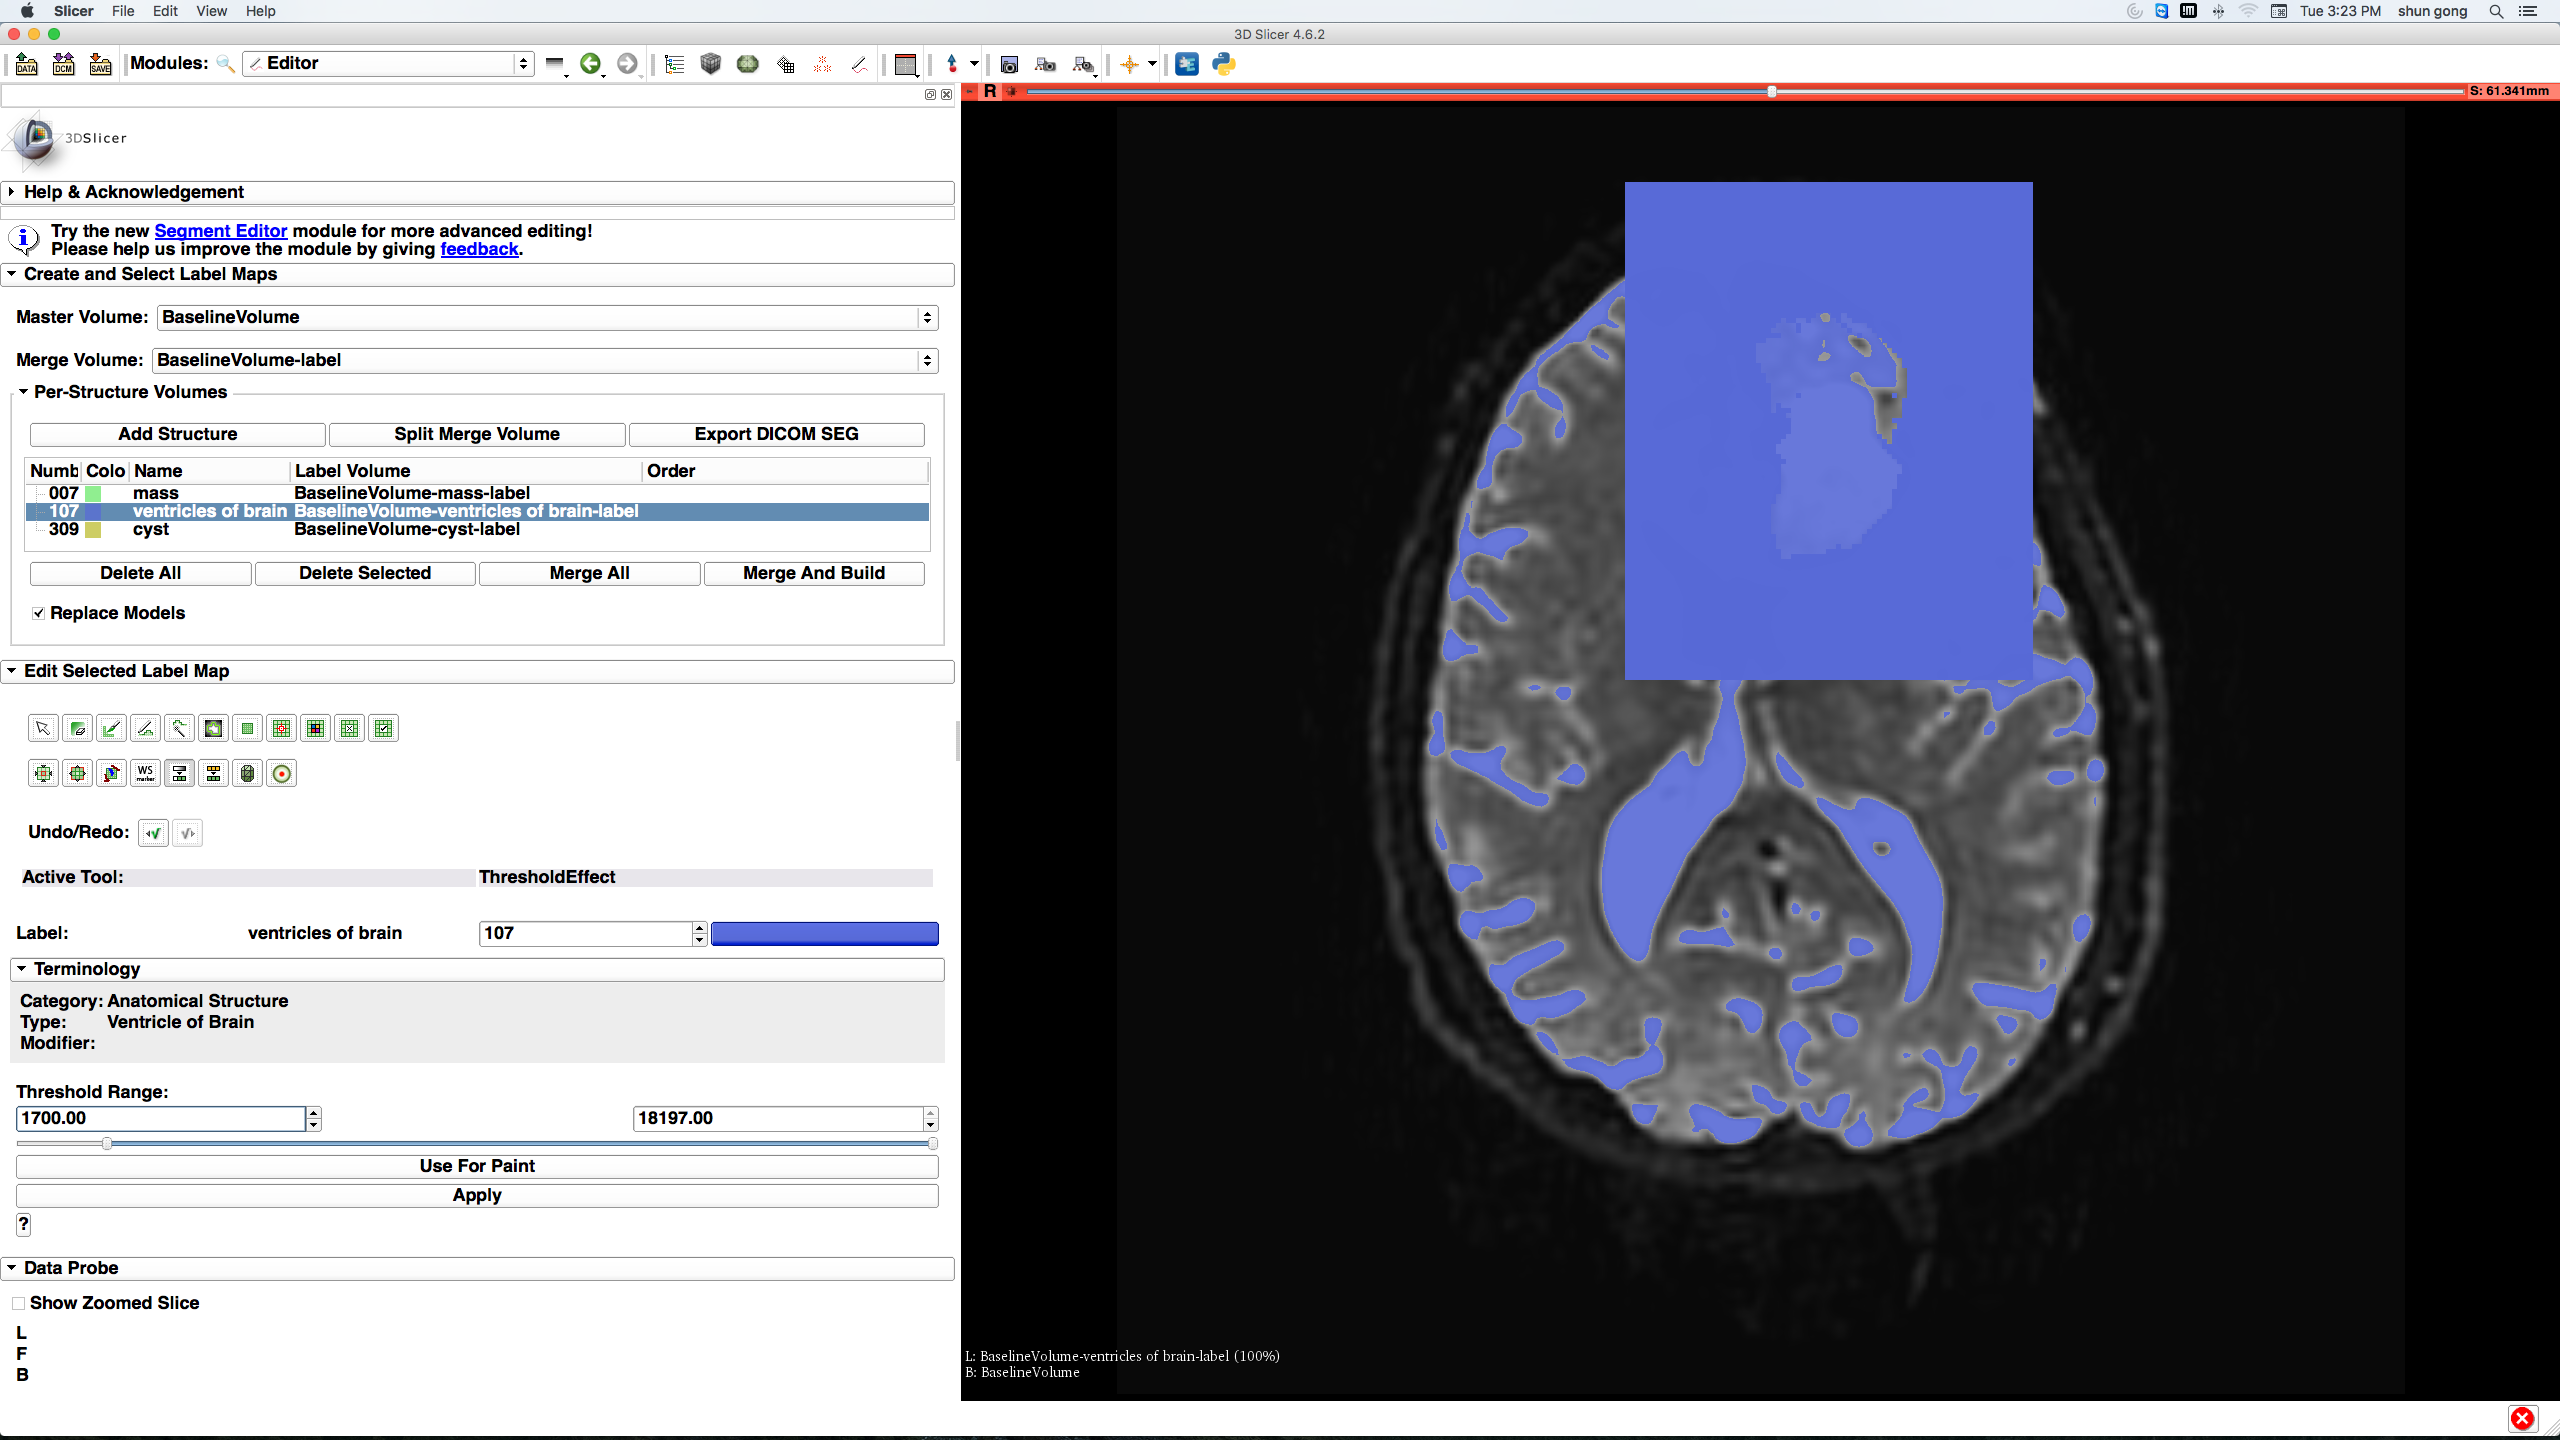 Slicer File Edit View Help Tue 3:23 PM shun gong
3D Slicer 4.6.2
DATA DCM SAVE Modules: Editor
R S: 61.341mm
3DSlicer
Help & Acknowledgement
Try the new Segment Editor module for more advanced editing!
Please help us improve the module by giving feedback.
Create and Select Label Maps
Master Volume: BaselineVolume
Merge Volume: BaselineVolume-label
Per-Structure Volumes
Add Structure Split Merge Volume Export DICOM SEG
Numb Colo Name Label Volume Order
007 mass BaselineVolume-mass-label
107 ventricles of brain BaselineVolume-ventricles of brain-label
309 cyst BaselineVolume-cyst-label
Delete All Delete Selected Merge All Merge And Build
Replace Models
Edit Selected Label Map
WS marker
Undo/Redo:
Active Tool: ThresholdEffect
Label: ventricles of brain 107
Terminology
Category: Anatomical Structure
Type: Ventricle of Brain
Modifier:
Threshold Range:
1700.00 18197.00
Use For Paint
Apply
?
Data Probe
Show Zoomed Slice
L
F
B
L: BaselineVolume-ventricles of brain-label (100%)
B: BaselineVolume